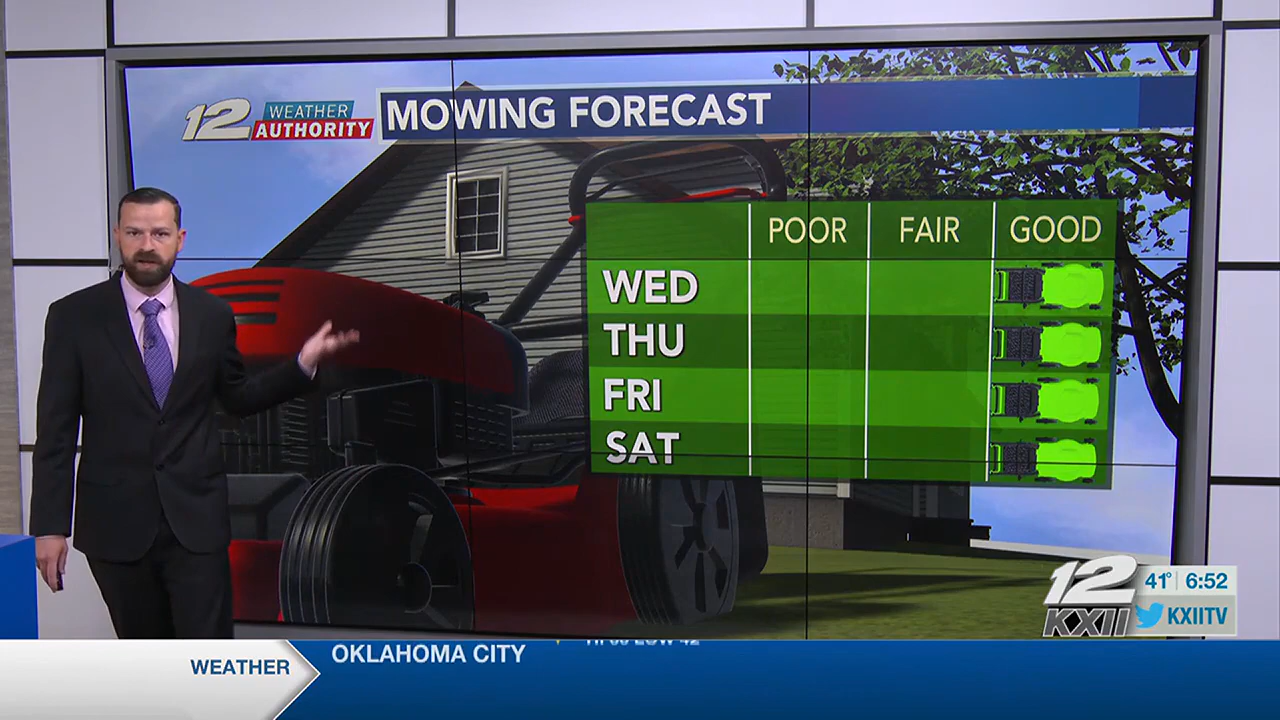 12 WEATHER AUTHORITY
MOWING FORECAST
POOR FAIR GOOD
WED
THU
FRI
SAT
12 41° 6:52
KXII KXIITV
WEATHER
OKLAHOMA CITY